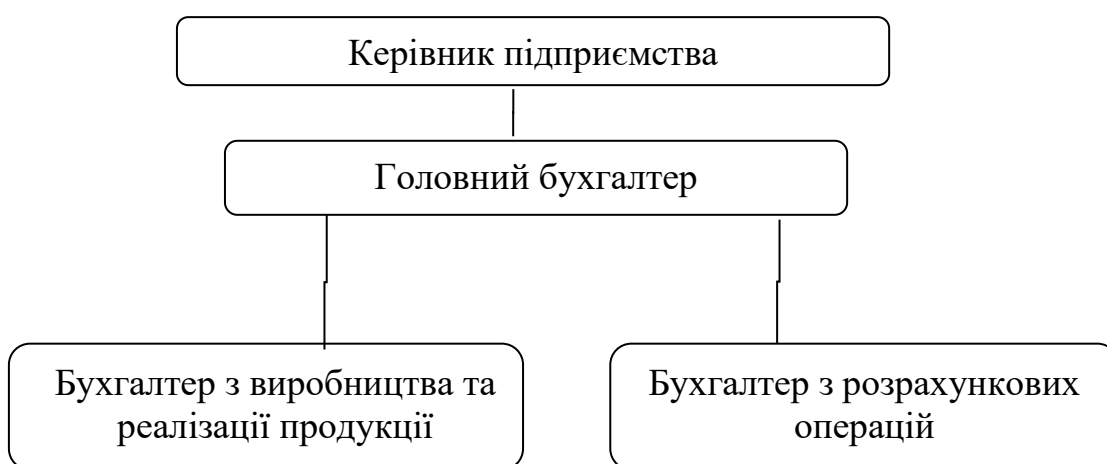 Керівник підприємства
Головний бухгалтер
Бухгалтер з виробництва та
реалізації продукції
Бухгалтер з розрахункових
операцій